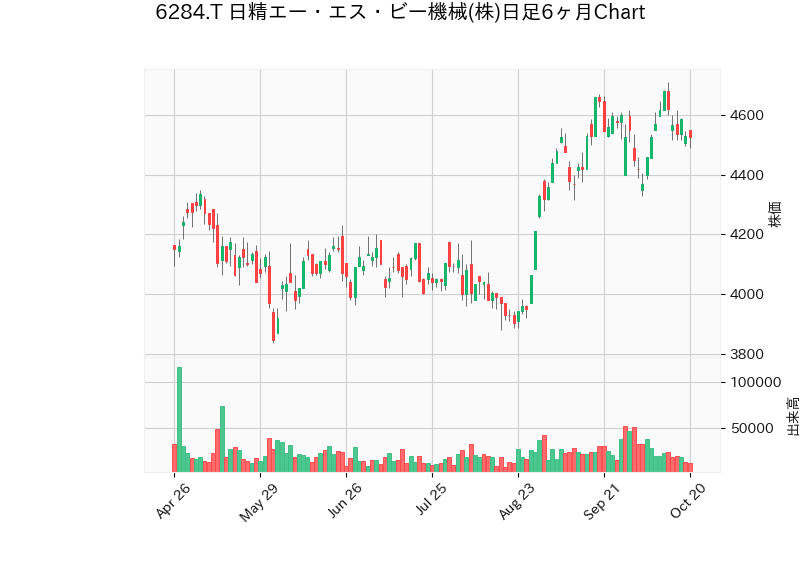 6284.T 日精エー・エス・ビー機械(株)日足6ヶ月Chart
4600
4400
4200
4000
3800
株価
100000
50000
出来高
Apr 26
May 29
Jun 26
Jul 25
Aug 23
Sep 21
Oct 20